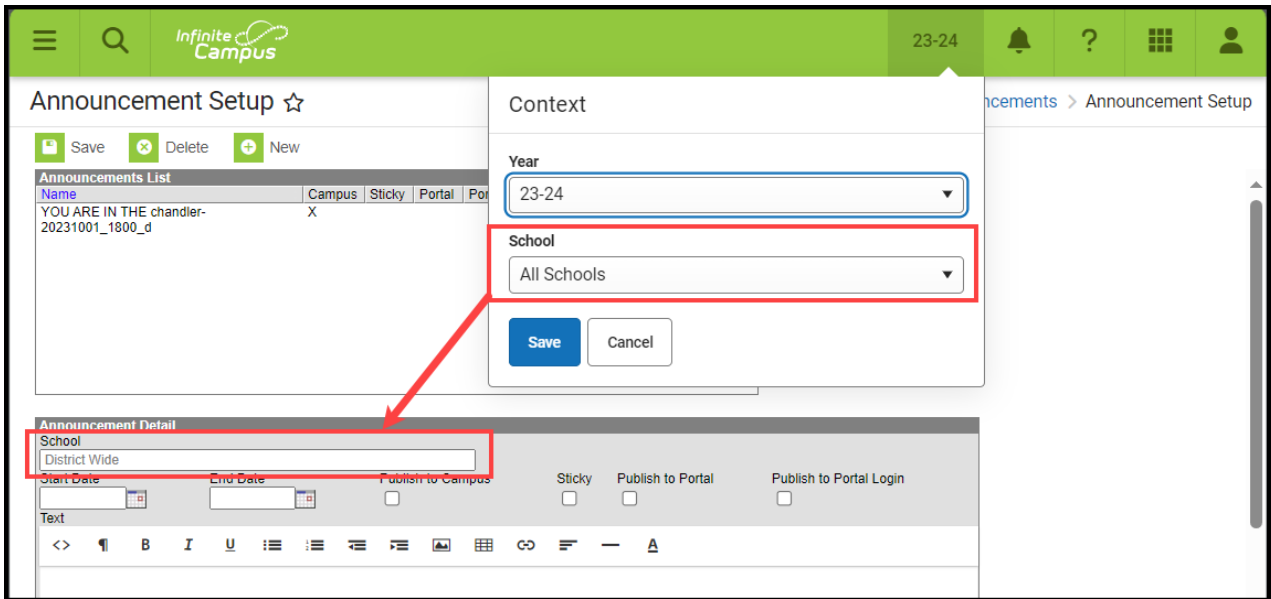 Infinite
Campus
23-24
?
Announcement Setup
ncements > Announcement Setup
Context
Save Delete New
Year
23-24
Announcements List
Name Campus Sticky Portal Por
YOU ARE IN THE chandler-
20231001_1800_d
X
School
All Schools
Save Cancel
Announcement Detail
School
District Wide
Start Date End Date Publish to Campus Sticky Publish to Portal Publish to Portal Login
Text
<> ¶ B I U A